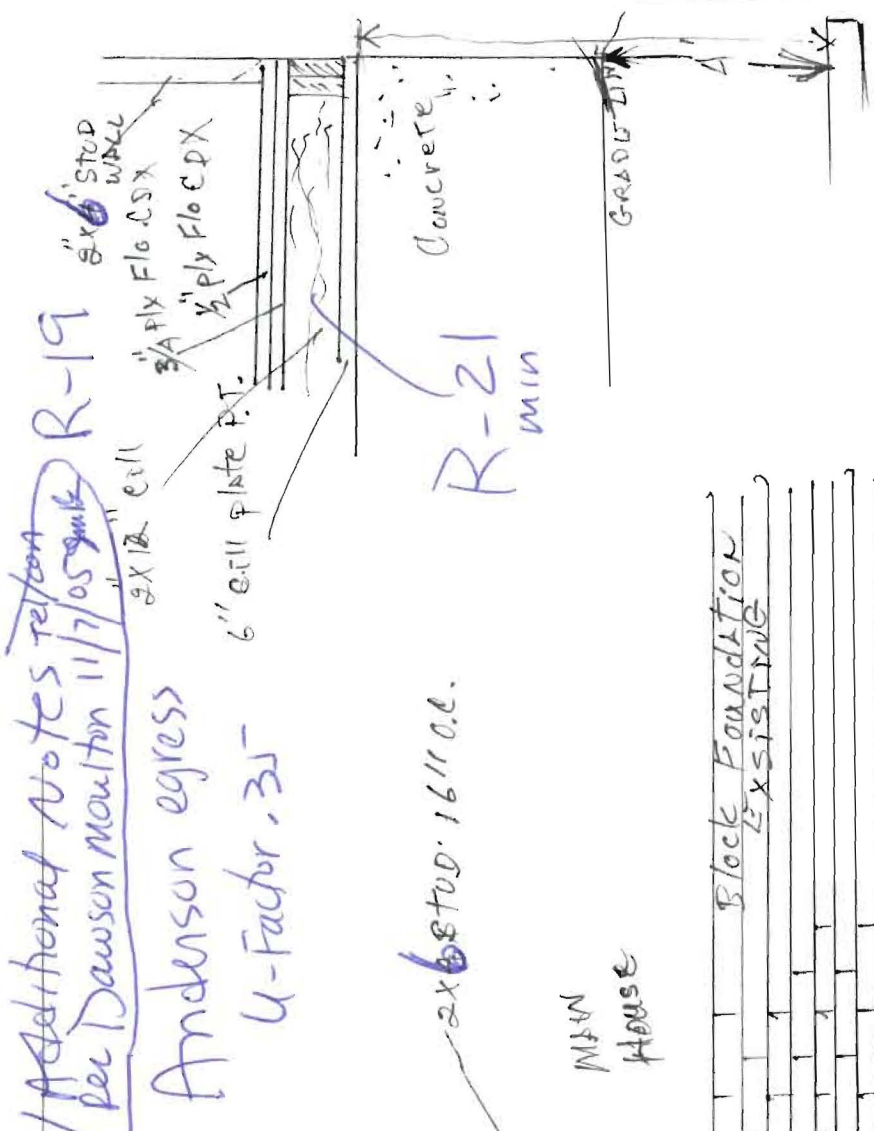 Additional Notes tel/con
per Dawson Moulton 11/7/05
R-19
Anderson egress
U-Factor .35
2x6" STUD
WALL
3/4" Ply Flo CDX
1/2" Ply Flo CDX
2X12" Sill
6" Sill plate P.T.
R-21
min
Concrete
GRADE LINE
2x6 STUD 16" O.C.
MAIN
House
Block Foundation
EXSISTING